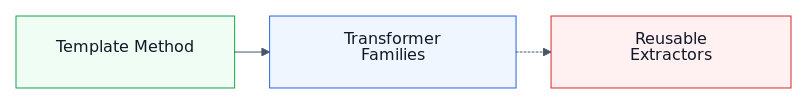 Template Method
Transformer
Families
Reusable
Extractors